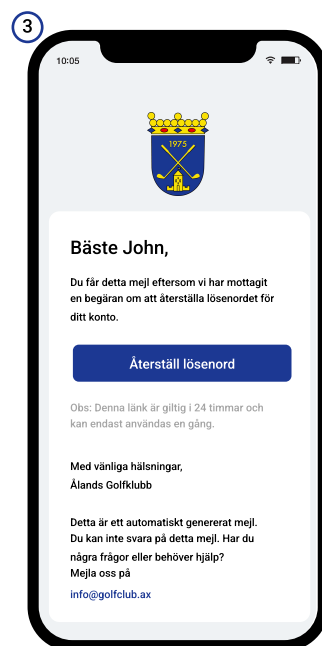 3
10:05
1975
Bäste John,
Du får detta mejl eftersom vi har mottagit
en begäran om att återställa lösenordet för
ditt konto.
Återställ lösenord
Obs: Denna länk är giltig i 24 timmar och
kan endast användas en gång.
Med vänliga hälsningar,
Ålands Golfklubb
Detta är ett automatiskt genererat mejl.
Du kan inte svara på detta mejl. Har du
några frågor eller behöver hjälp?
Mejla oss på
info@golfclub.ax